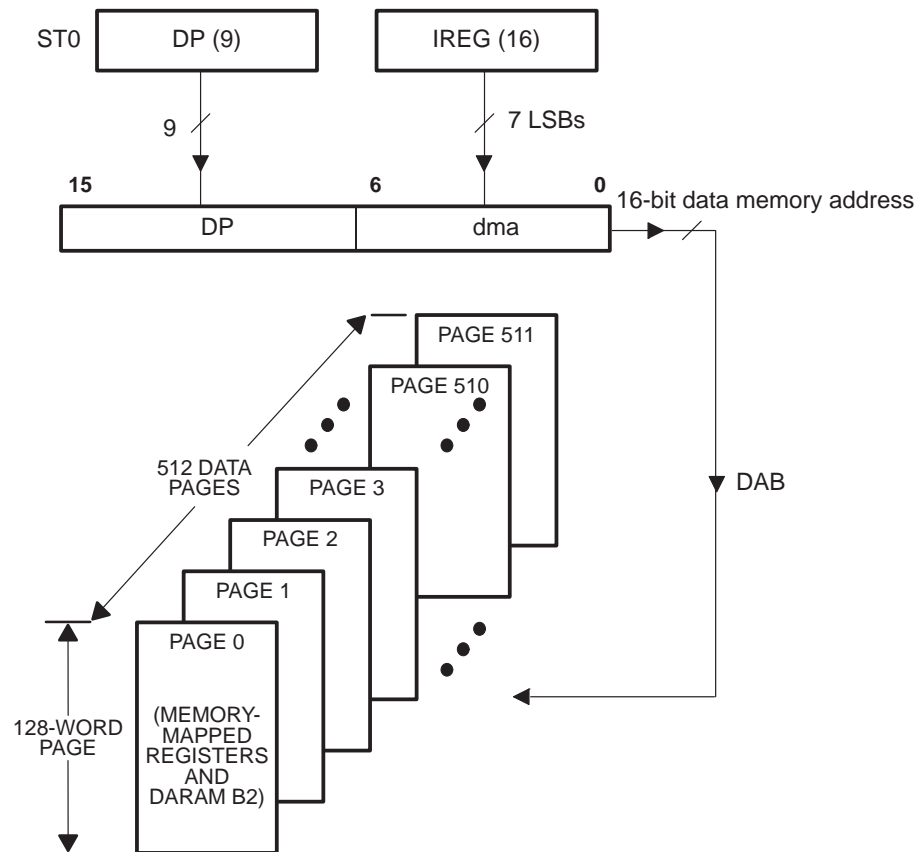 ST0
DP (9)
IREG (16)
9
7 LSBs
15
6
0
DP
dma
16-bit data memory address
PAGE 511
PAGE 510
512 DATA
PAGES
PAGE 3
DAB
PAGE 2
PAGE 1
PAGE 0
128-WORD
PAGE
(MEMORY-
MAPPED
REGISTERS
AND
DARAM B2)